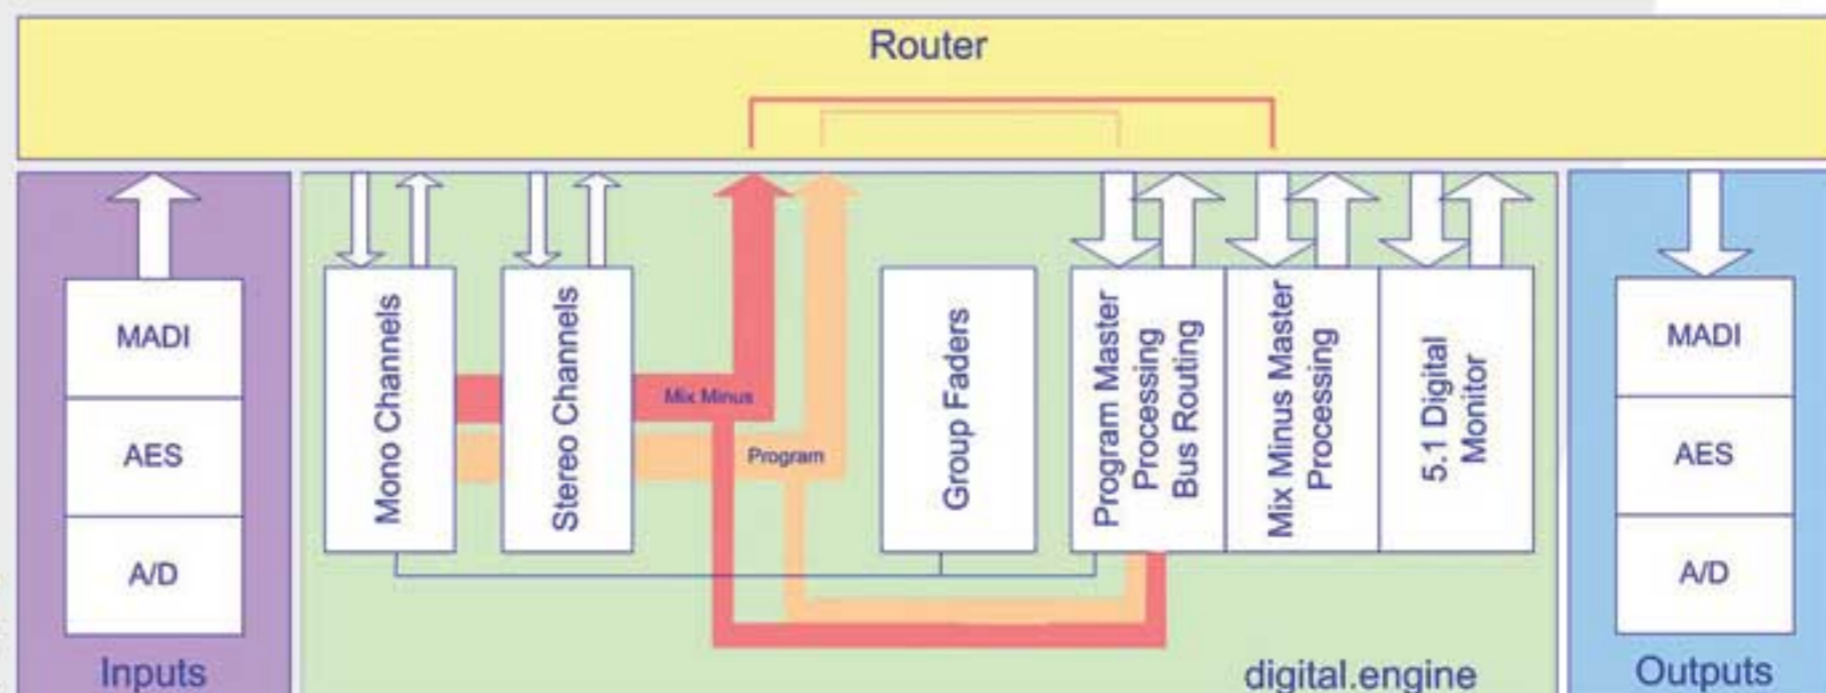 Router
MADI
AES
A/D
Inputs
Mono Channels
Stereo Channels
Mix Minus
Program
Group Faders
Program Master
Processing
Bus Routing
Mix Minus Master
Processing
5.1 Digital
Monitor
digital.engine
MADI
AES
A/D
Outputs